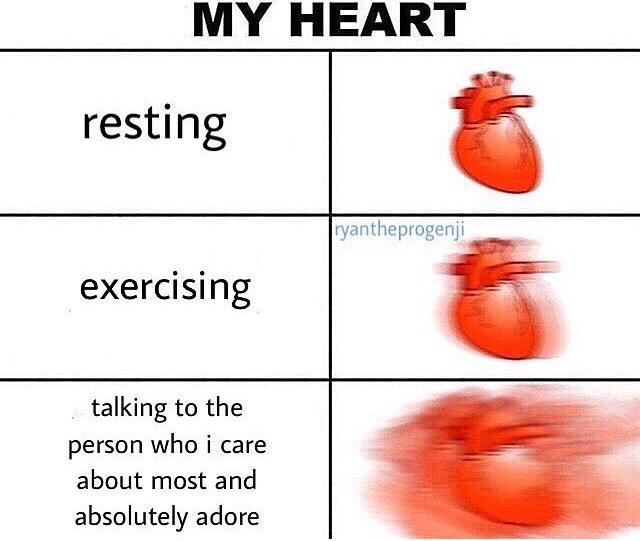 MY HEART
resting
ryantheprogenji
exercising
talking to the
person who i care
about most and
absolutely adore